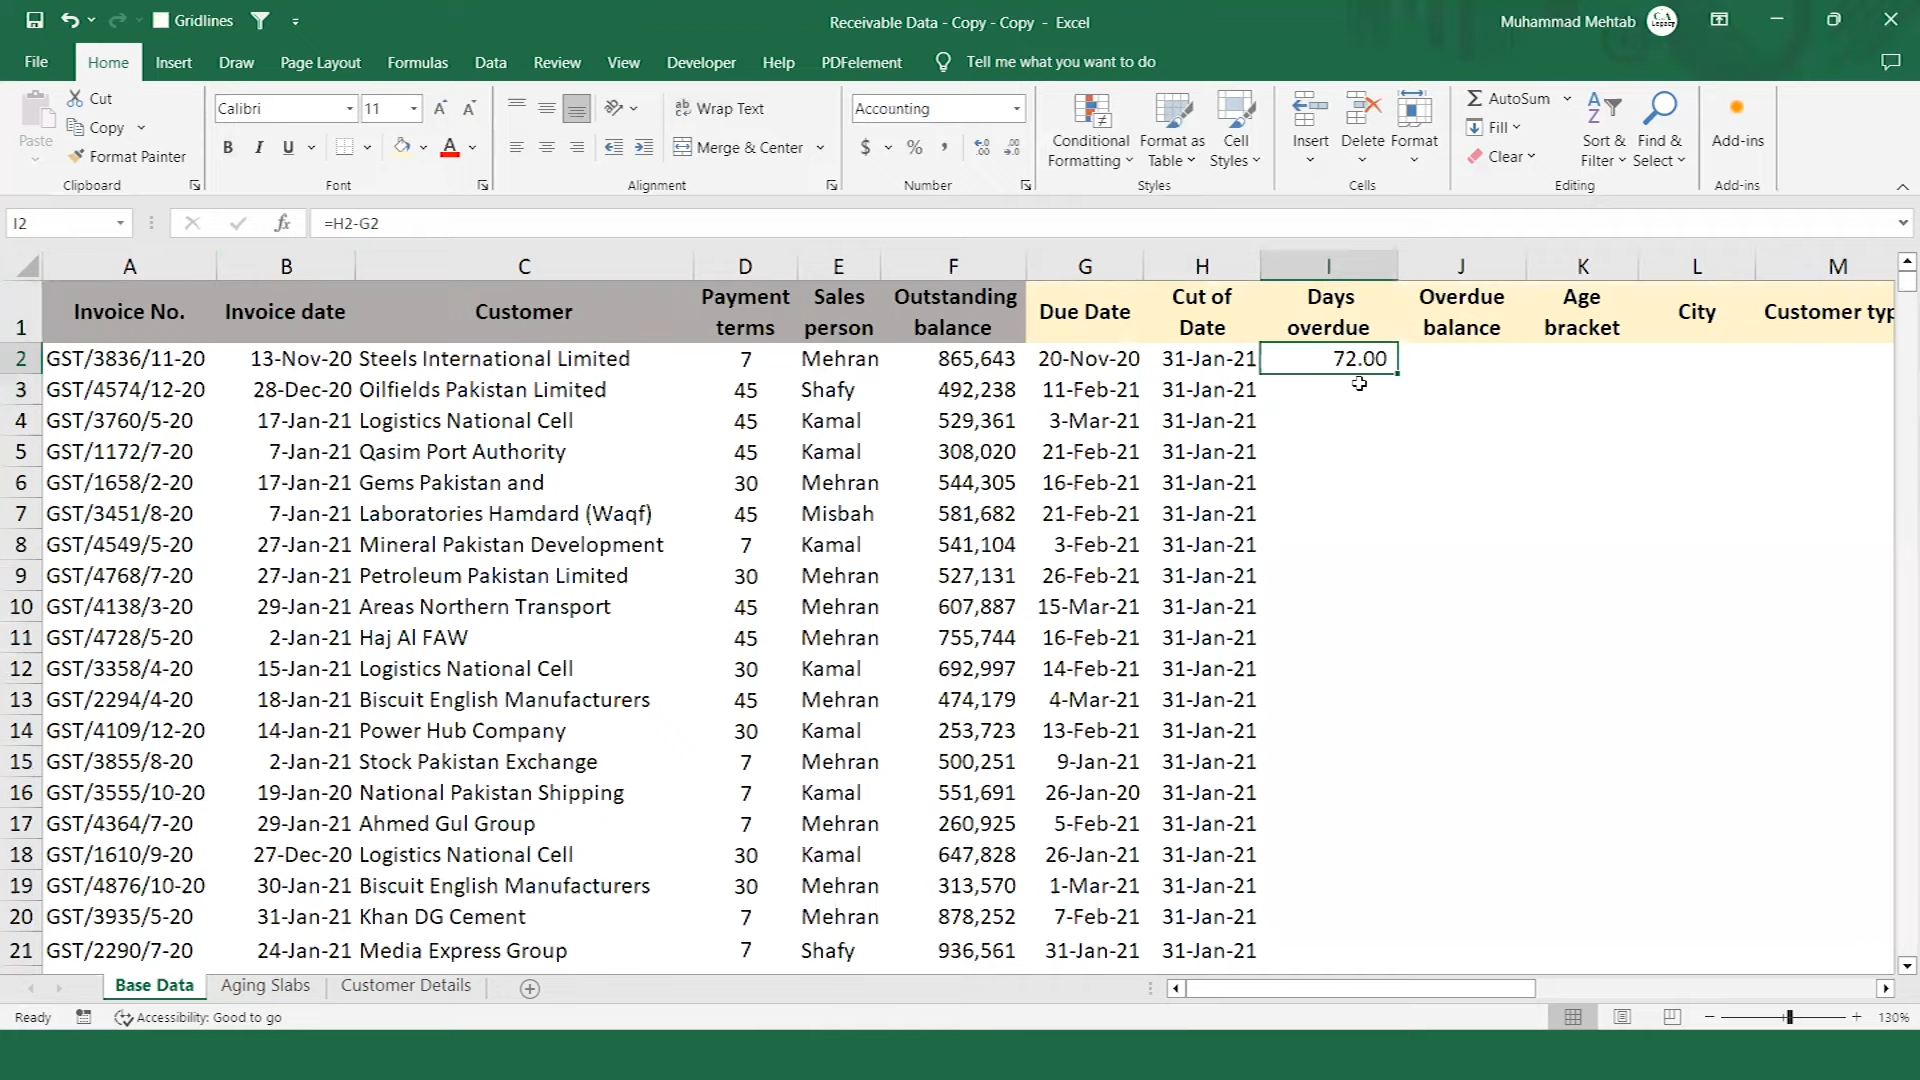 Gridlines
Receivable Data - Copy - Copy - Excel
Muhammad Mehtab
File Home Insert Draw Page Layout Formulas Data Review View Developer Help PDFelement Tell me what you want to do
Paste
Cut
Copy
Format Painter
Clipboard
Calibri 11
B I U
Font
Wrap Text
Merge & Center
Alignment
Accounting
$ % ,
Number
Conditional Formatting
Format as Table
Cell Styles
Styles
Insert
Delete
Format
Cells
AutoSum
Fill
Clear
Sort & Filter
Find & Select
Editing
Add-ins
Add-ins
I2 fx =H2-G2
A B C D E F G H I J K L M
1 Invoice No. Invoice date Customer Payment terms Sales person Outstanding balance Due Date Cut of Date Days overdue Overdue balance Age bracket City Customer typ
2 GST/3836/11-20 13-Nov-20 Steels International Limited 7 Mehran 865,643 20-Nov-20 31-Jan-21 72.00
3 GST/4574/12-20 28-Dec-20 Oilfields Pakistan Limited 45 Shafy 492,238 11-Feb-21 31-Jan-21
4 GST/3760/5-20 17-Jan-21 Logistics National Cell 45 Kamal 529,361 3-Mar-21 31-Jan-21
5 GST/1172/7-20 7-Jan-21 Qasim Port Authority 45 Kamal 308,020 21-Feb-21 31-Jan-21
6 GST/1658/2-20 17-Jan-21 Gems Pakistan and 30 Mehran 544,305 16-Feb-21 31-Jan-21
7 GST/3451/8-20 7-Jan-21 Laboratories Hamdard (Waqf) 45 Misbah 581,682 21-Feb-21 31-Jan-21
8 GST/4549/5-20 27-Jan-21 Mineral Pakistan Development 7 Kamal 541,104 3-Feb-21 31-Jan-21
9 GST/4768/7-20 27-Jan-21 Petroleum Pakistan Limited 30 Mehran 527,131 26-Feb-21 31-Jan-21
10 GST/4138/3-20 29-Jan-21 Areas Northern Transport 45 Mehran 607,887 15-Mar-21 31-Jan-21
11 GST/4728/5-20 2-Jan-21 Haj Al FAW 45 Mehran 755,744 16-Feb-21 31-Jan-21
12 GST/3358/4-20 15-Jan-21 Logistics National Cell 30 Kamal 692,997 14-Feb-21 31-Jan-21
13 GST/2294/4-20 18-Jan-21 Biscuit English Manufacturers 45 Mehran 474,179 4-Mar-21 31-Jan-21
14 GST/4109/12-20 14-Jan-21 Power Hub Company 30 Kamal 253,723 13-Feb-21 31-Jan-21
15 GST/3855/8-20 2-Jan-21 Stock Pakistan Exchange 7 Mehran 500,251 9-Jan-21 31-Jan-21
16 GST/3555/10-20 19-Jan-20 National Pakistan Shipping 7 Kamal 551,691 26-Jan-20 31-Jan-21
17 GST/4364/7-20 29-Jan-21 Ahmed Gul Group 7 Mehran 260,925 5-Feb-21 31-Jan-21
18 GST/1610/9-20 27-Dec-20 Logistics National Cell 30 Kamal 647,828 26-Jan-21 31-Jan-21
19 GST/4876/10-20 30-Jan-21 Biscuit English Manufacturers 30 Mehran 313,570 1-Mar-21 31-Jan-21
20 GST/3935/5-20 31-Jan-21 Khan DG Cement 7 Mehran 878,252 7-Feb-21 31-Jan-21
21 GST/2290/7-20 24-Jan-21 Media Express Group 7 Shafy 936,561 31-Jan-21 31-Jan-21
Base Data Aging Slabs Customer Details
Ready Accessibility: Good to go 130%